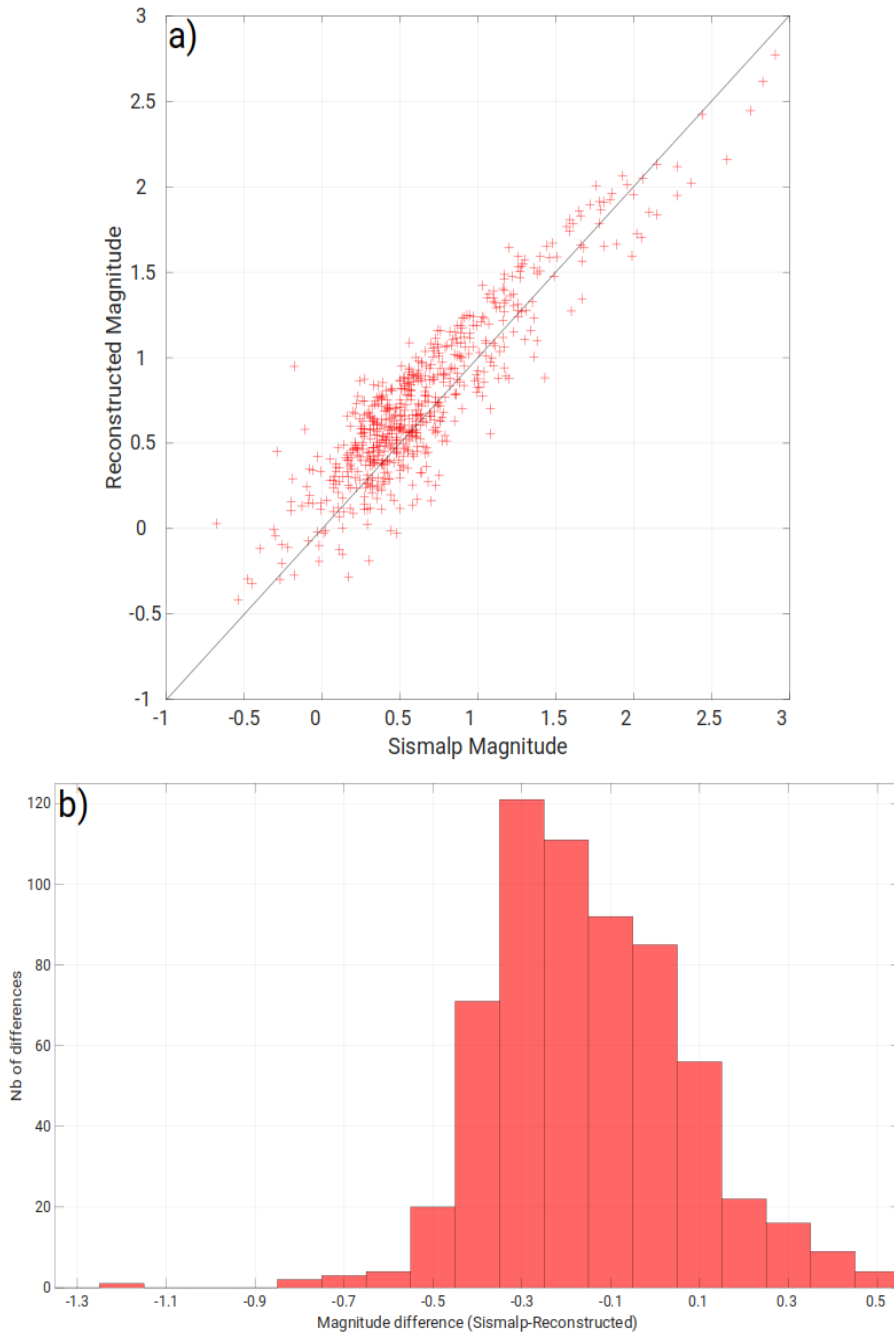 a)
3
2.5
2
1.5
1
0.5
0
-0.5
-1
Reconstructed Magnitude
-1 -0.5 0 0.5 1 1.5 2 2.5 3
Sismalp Magnitude
b)
120
100
80
60
40
20
0
Nb of differences
-1.3 -1.1 -0.9 -0.7 -0.5 -0.3 -0.1 0.1 0.3 0.5
Magnitude difference (Sismalp-Reconstructed)